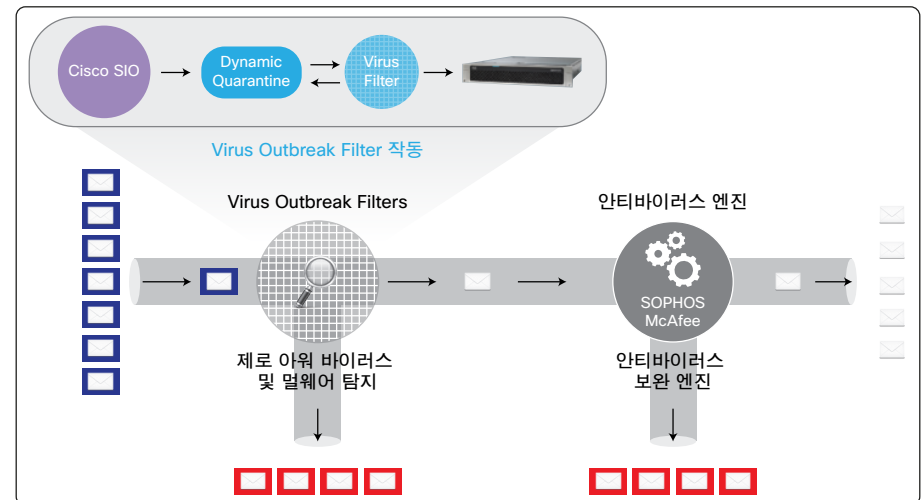 Cisco SIO
Dynamic
Quarantine
Virus
Filter
Virus Outbreak Filter 작동
Virus Outbreak Filters
안티바이러스 엔진
SOPHOS
McAfee
제로 아워 바이러스
및 멀웨어 탐지
안티바이러스
보완 엔진